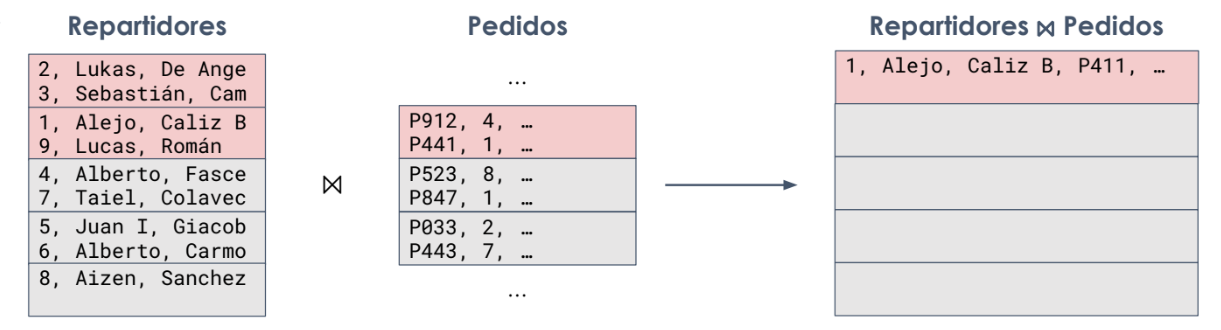 Repartidores
2, Lukas, De Ange
3, Sebastián, Cam
1, Alejo, Caliz B
9, Lucas, Román
4, Alberto, Fasce
7, Taiel, Colavec
5, Juan I, Giacob
6, Alberto, Carmo
8, Aizen, Sanchez
⋈
Pedidos
...
P912, 4, …
P441, 1, …
P523, 8, …
P847, 1, …
P033, 2, …
P443, 7, …
...
Repartidores ⋈ Pedidos
1, Alejo, Caliz B, P411, …